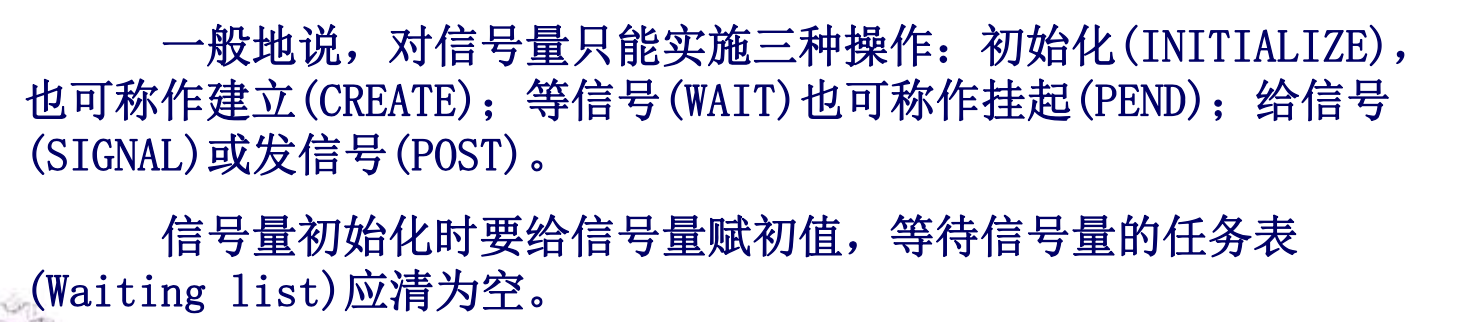 一般地说，对信号量只能实施三种操作：初始化(INITIALIZE)，
也可称作建立(CREATE)；等信号(WAIT)也可称作挂起(PEND)；给信号
(SIGNAL)或发信号(POST)。
信号量初始化时要给信号量赋初值，等待信号量的任务表
(Waiting list)应清为空。